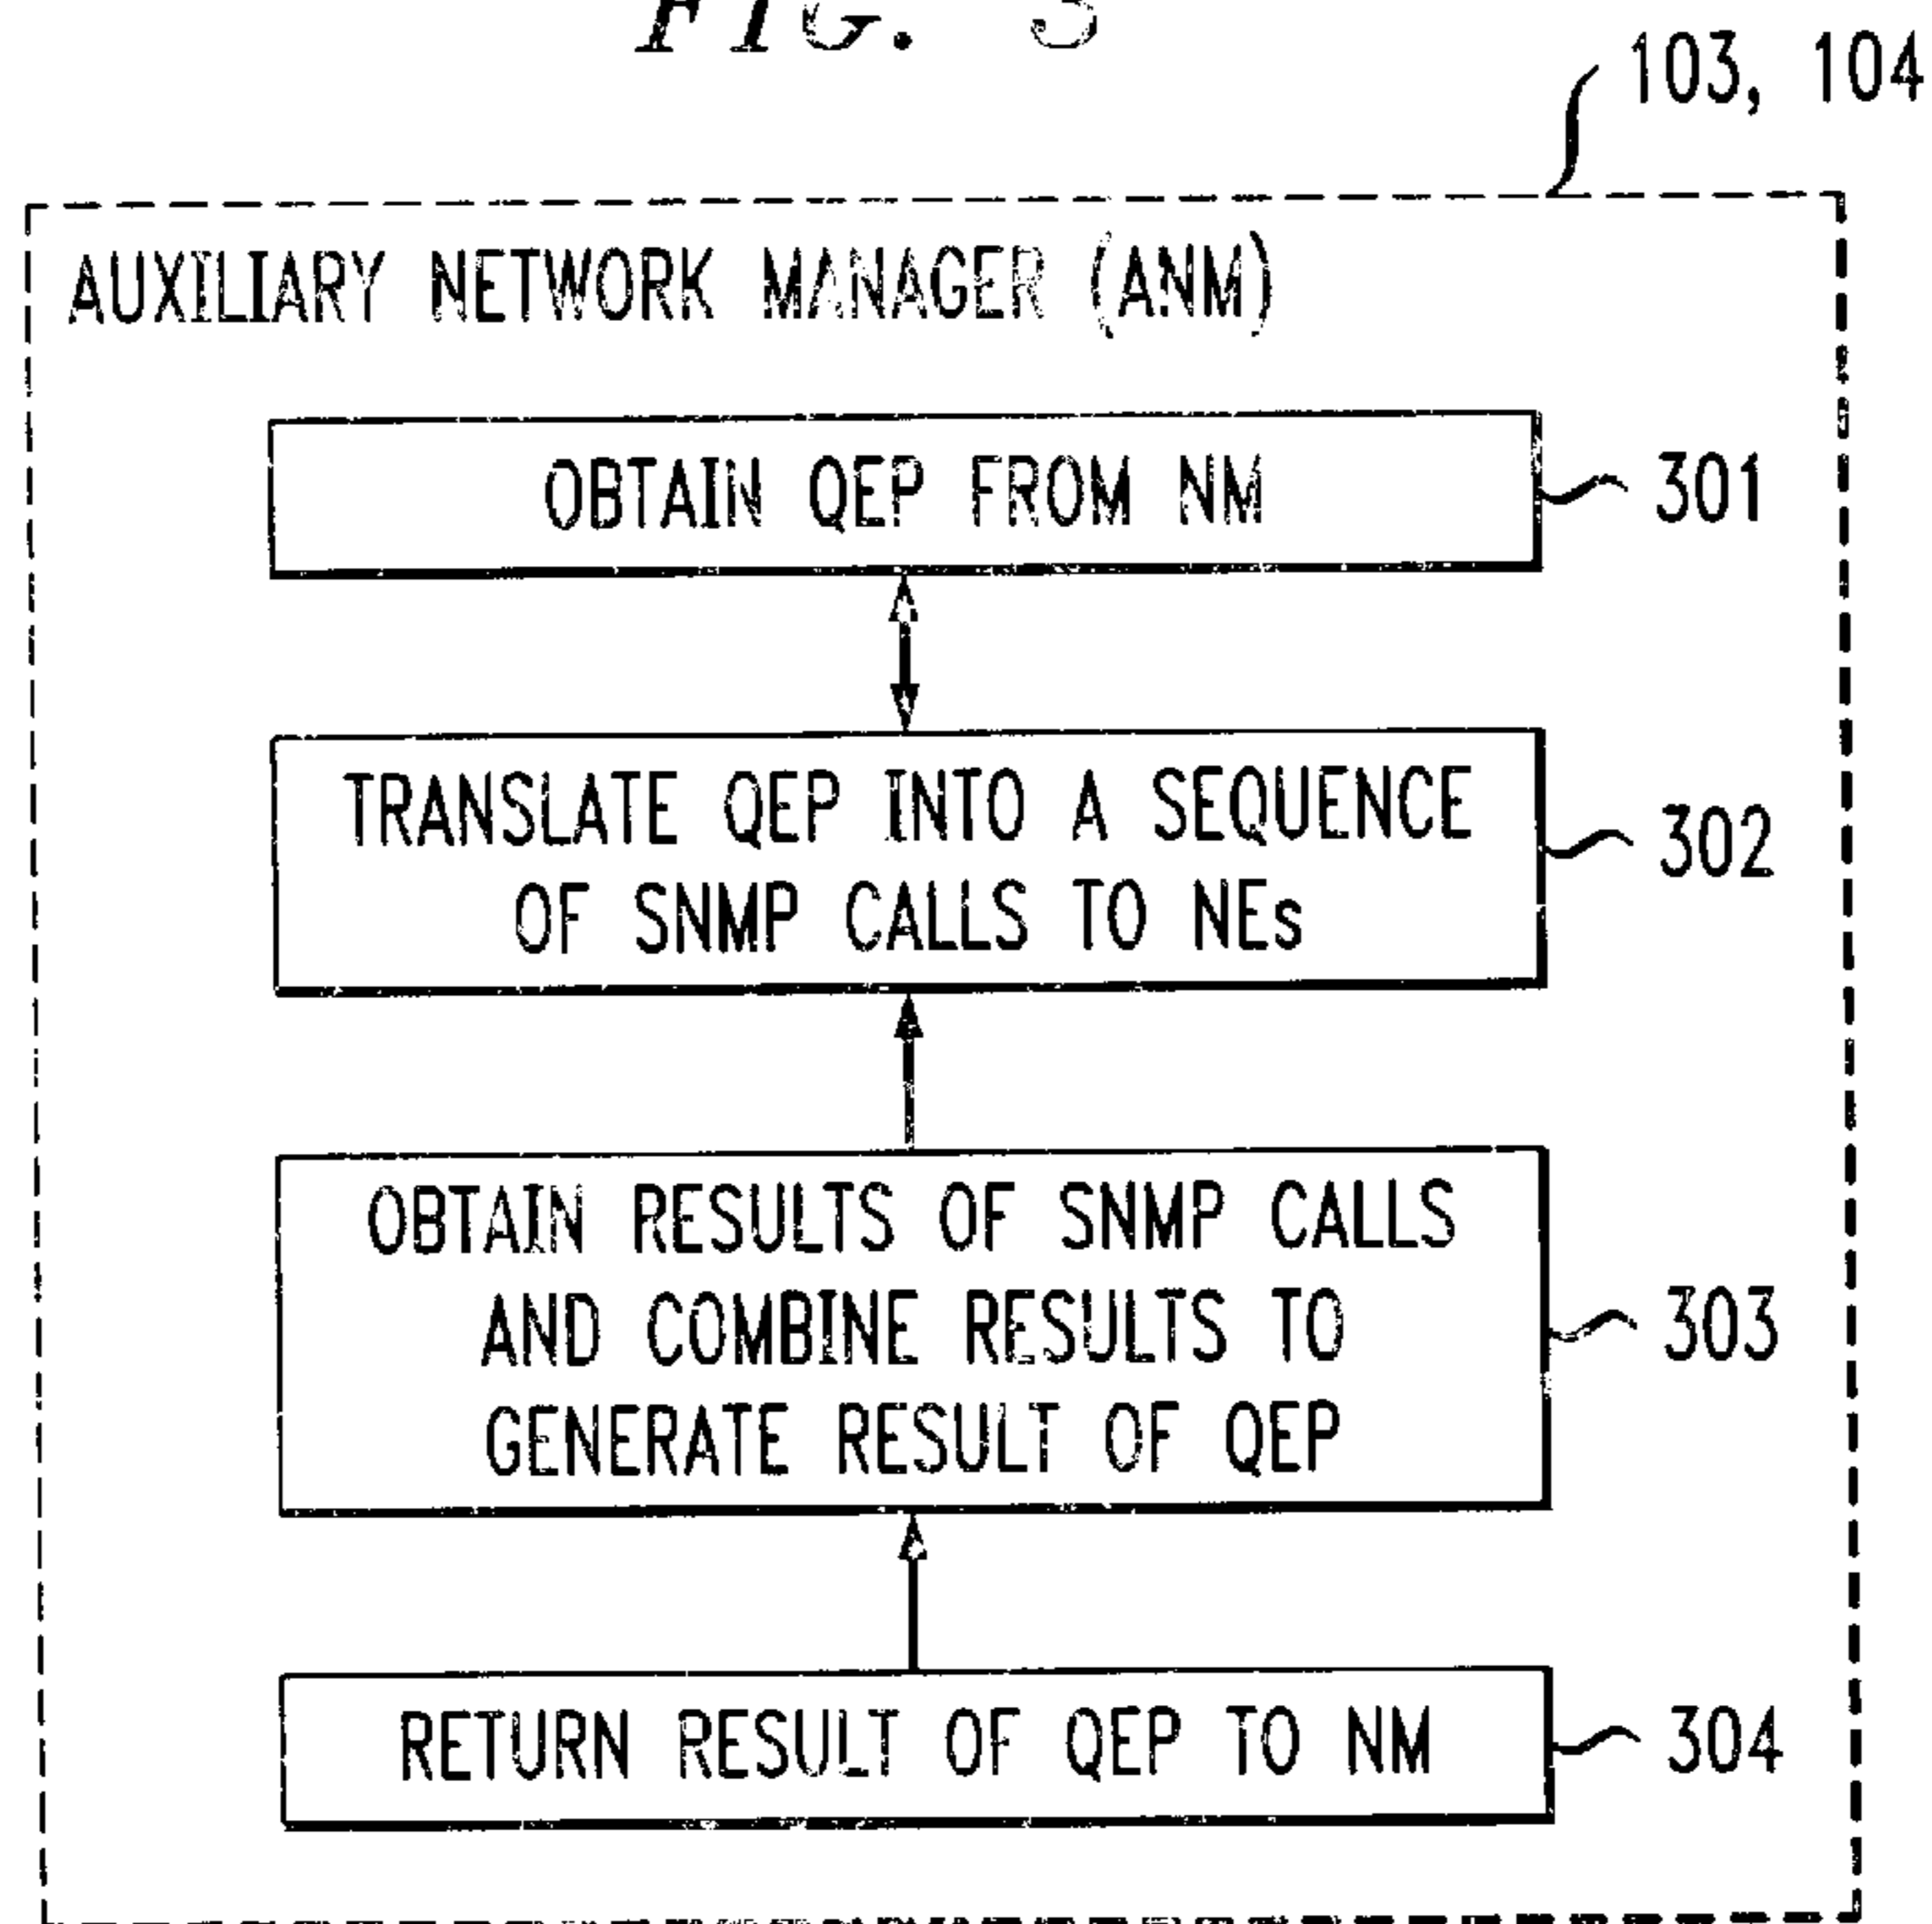 FIG. 3
103, 104
AUXILIARY NETWORK MANAGER (ANM)
OBTAIN QEP FROM NM
301
TRANSLATE QEP INTO A SEQUENCE
OF SNMP CALLS TO NEs
302
OBTAIN RESULTS OF SNMP CALLS
AND COMBINE RESULTS TO
GENERATE RESULT OF QEP
303
RETURN RESULT OF QEP TO NM
304